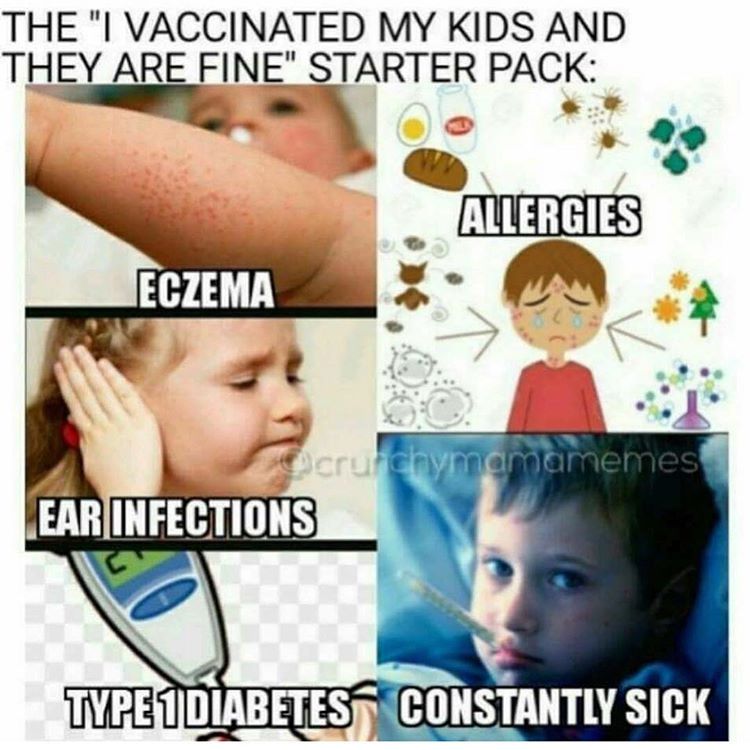 THE "I VACCINATED MY KIDS AND
THEY ARE FINE" STARTER PACK:
MILK
ALLERGIES
ECZEMA
@crunchymamamemes
EAR INFECTIONS
TYPE 1 DIABETES
CONSTANTLY SICK